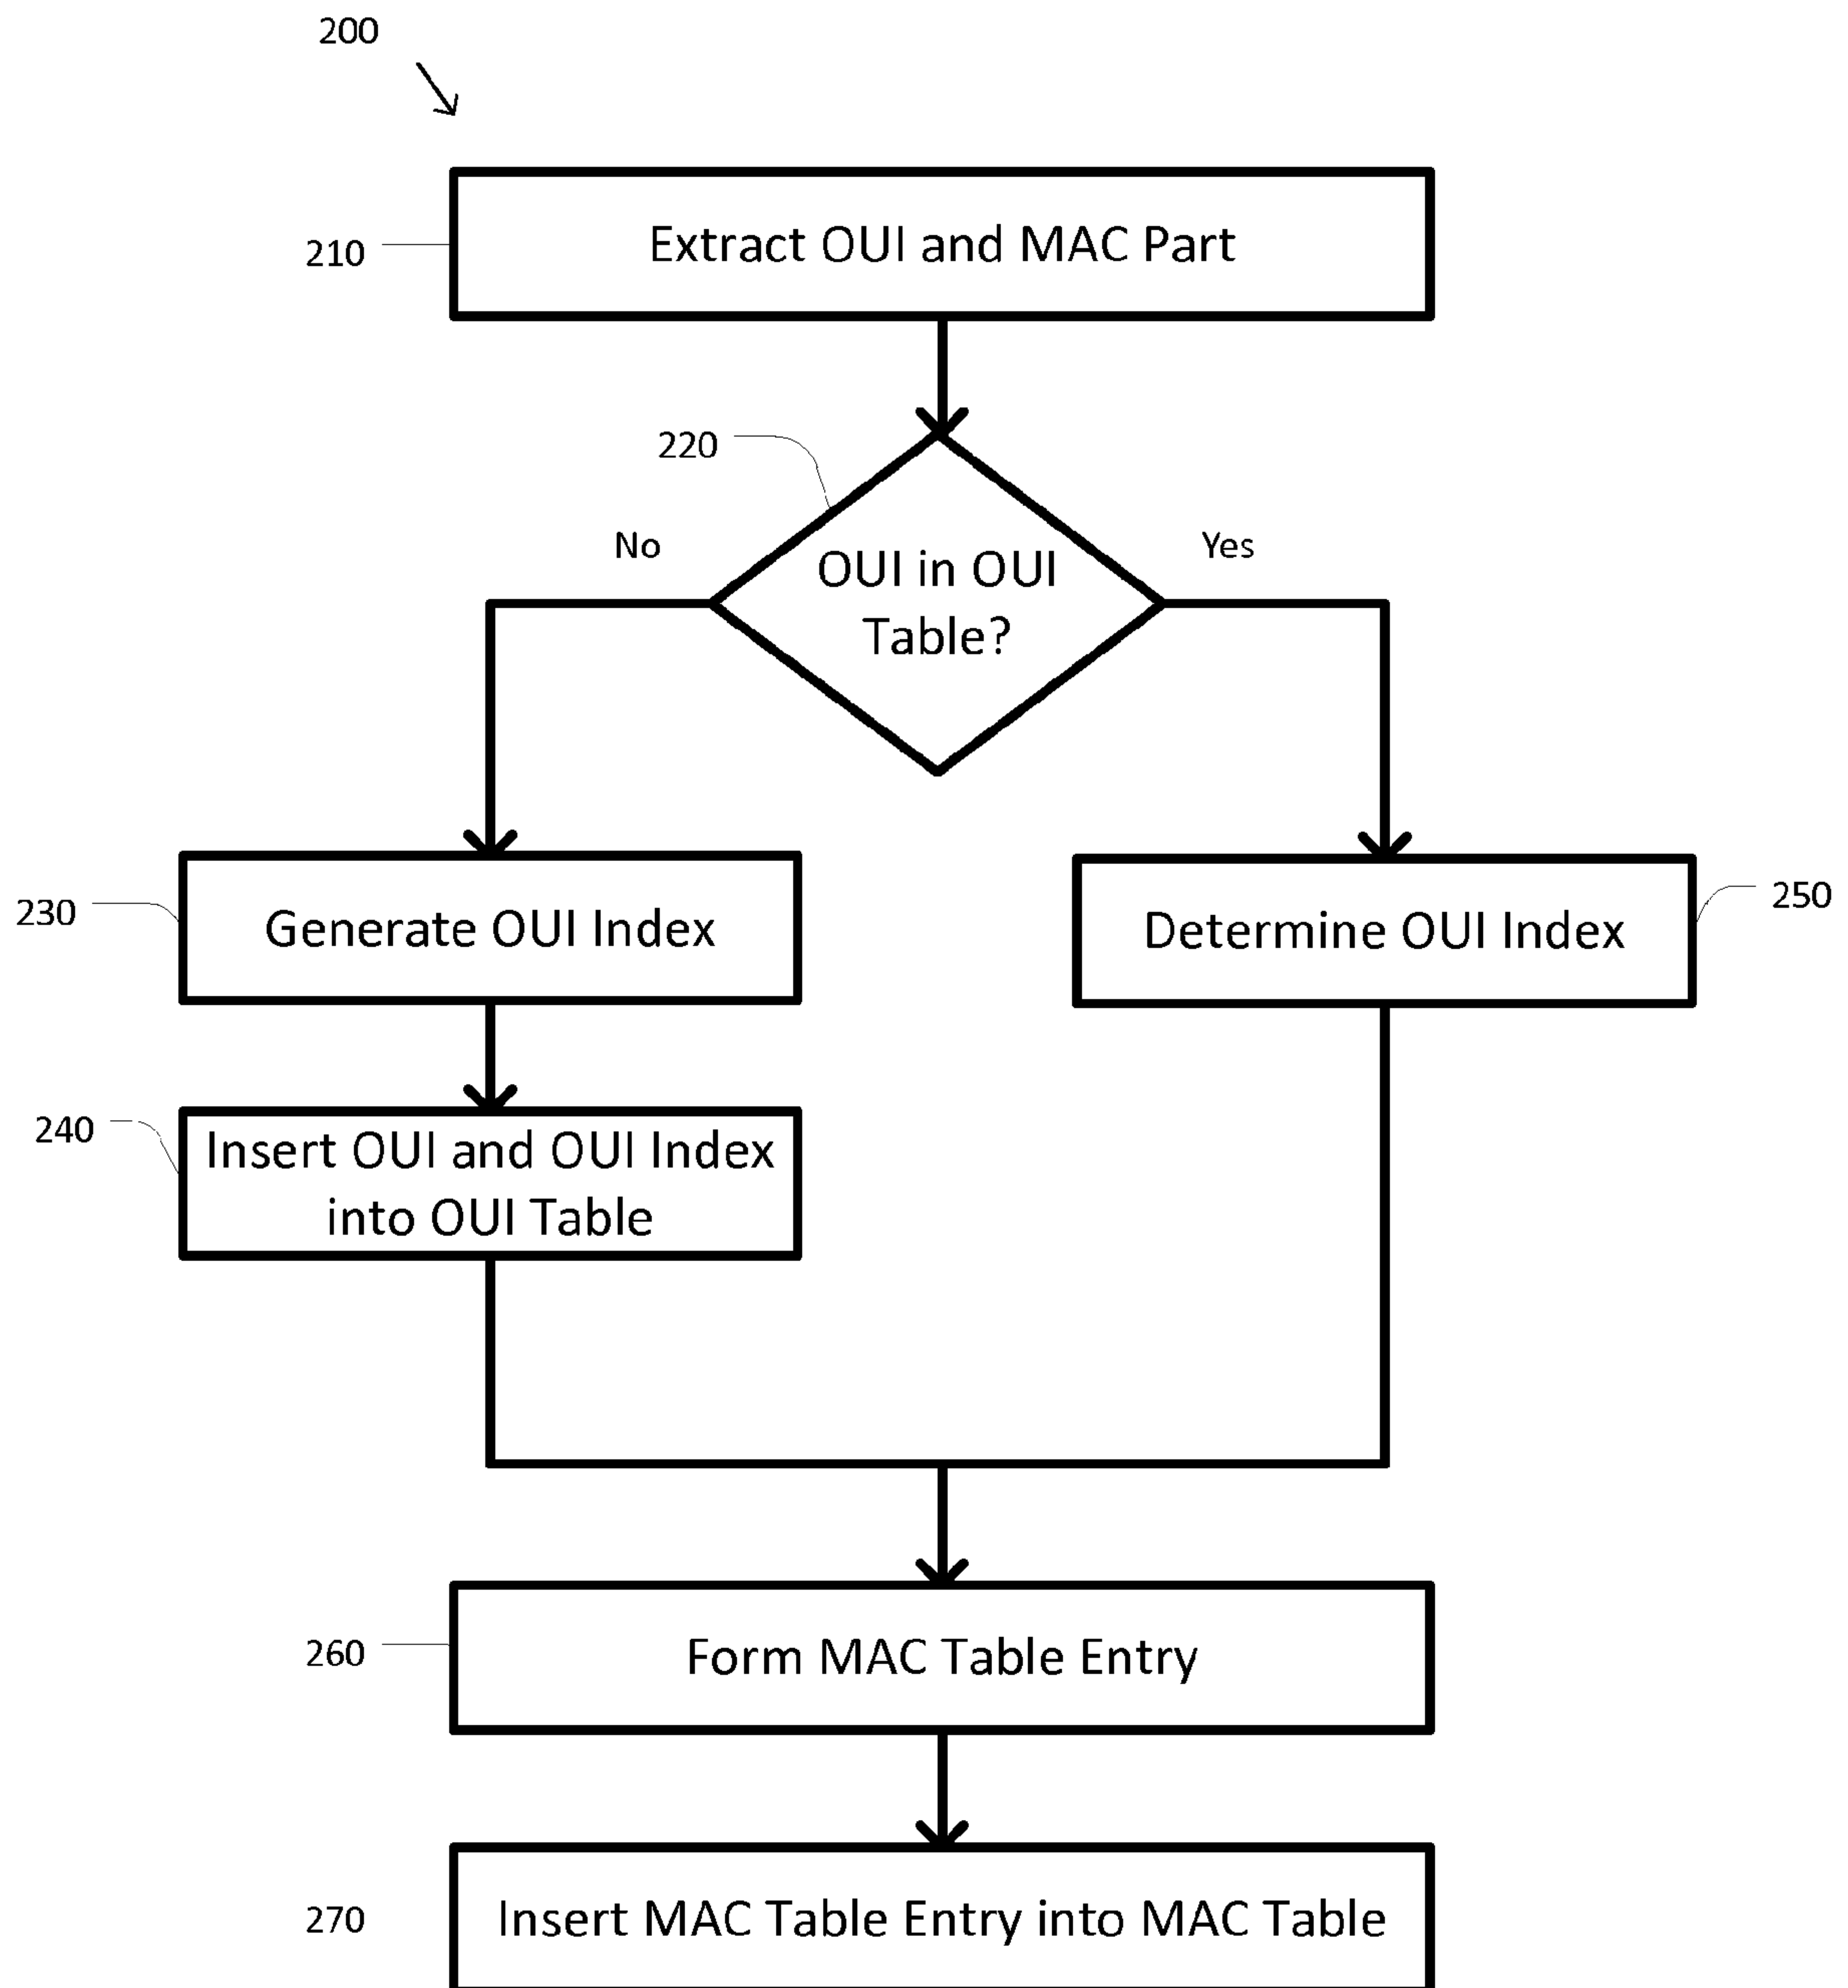 200
210
Extract OUI and MAC Part
220
No
OUI in OUI
Table?
Yes
230
Generate OUI Index
Determine OUI Index
250
240
Insert OUI and OUI Index
into OUI Table
260
Form MAC Table Entry
270
Insert MAC Table Entry into MAC Table